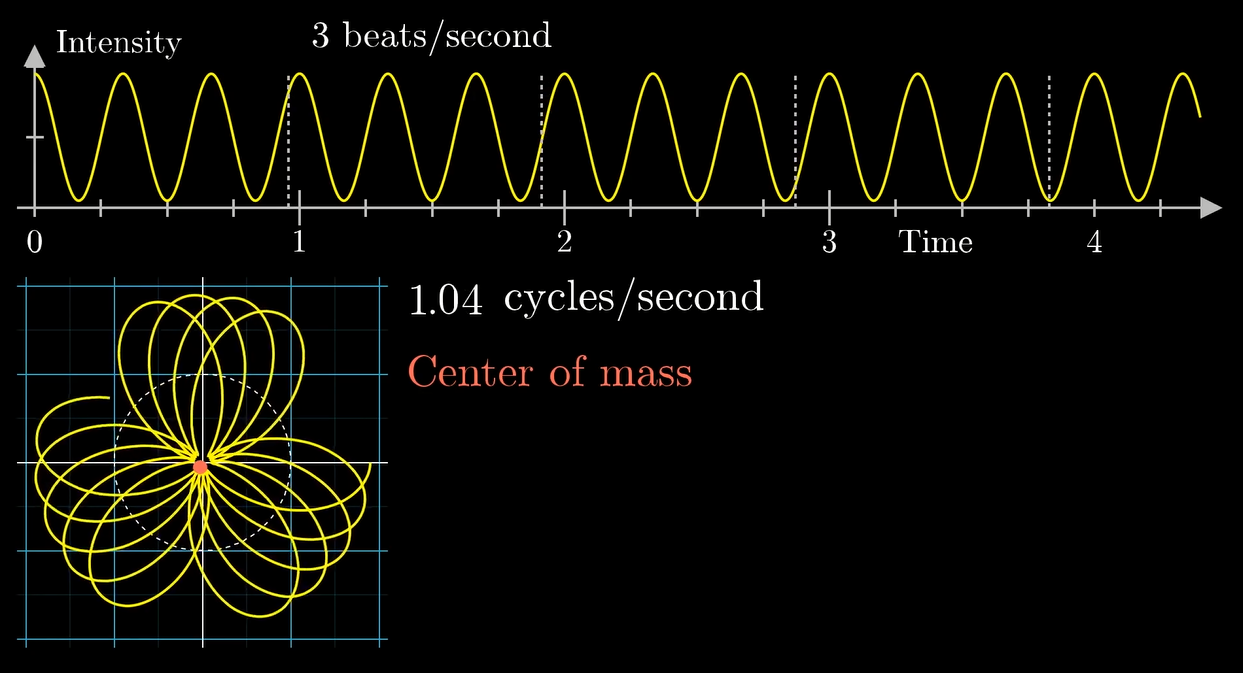 Intensity
3 beats/second
0 1 2 3 Time 4
1.04 cycles/second
Center of mass